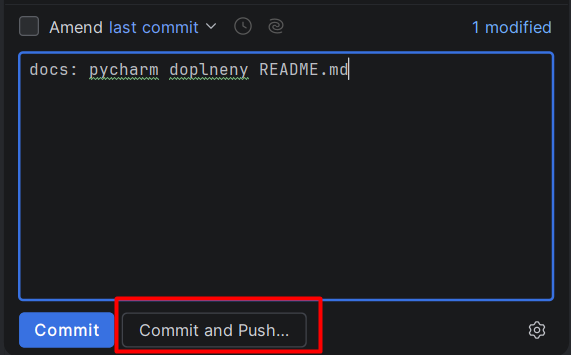 Amend last commit
1 modified
docs: pycharm doplneny README.md
Commit
Commit and Push...